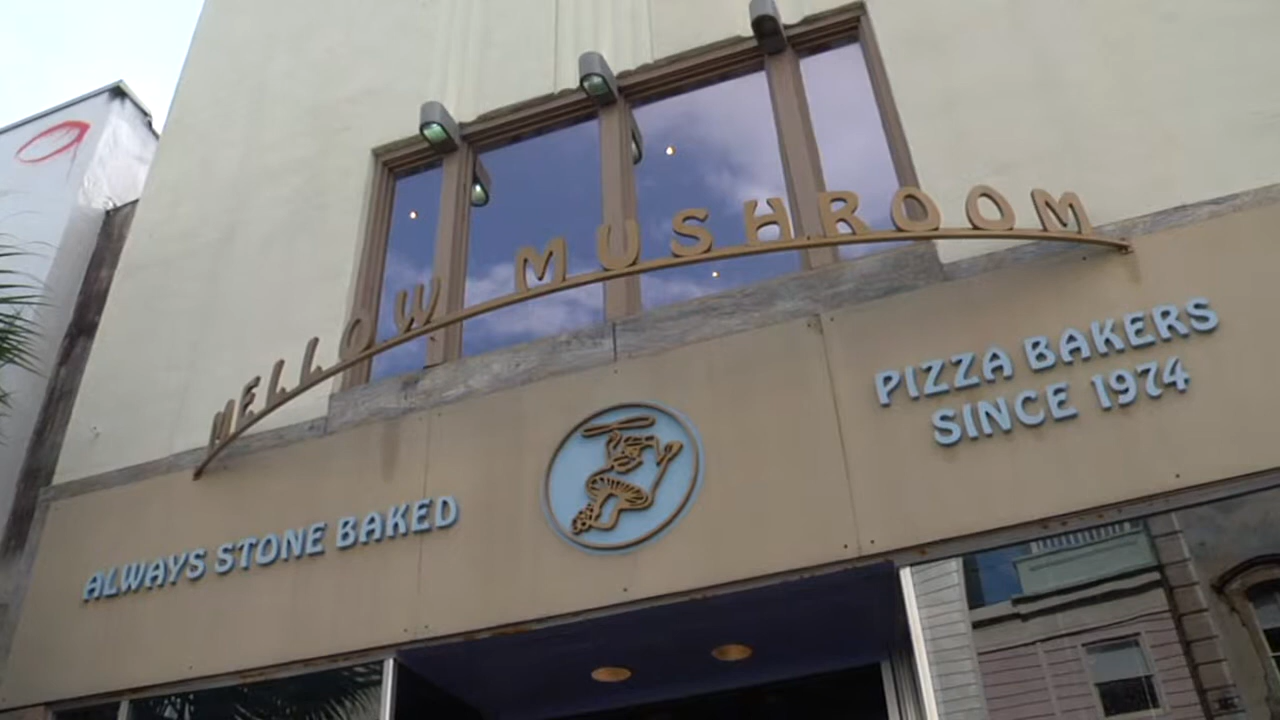 MELLOW MUSHROOM
ALWAYS STONE BAKED
PIZZA BAKERS
SINCE 1974